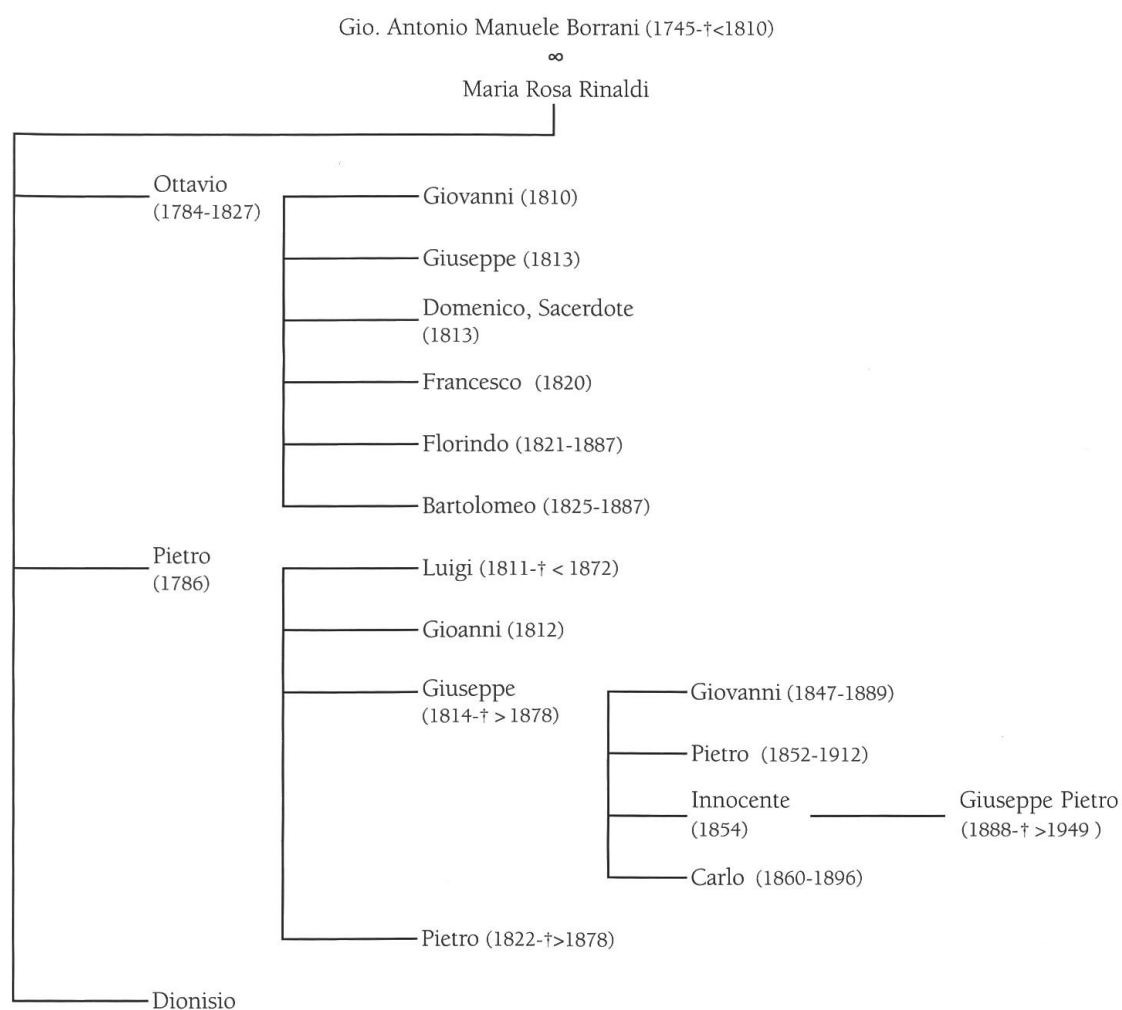 Gio. Antonio Manuele Borrani (1745-†<1810)
∞
Maria Rosa Rinaldi
Ottavio
(1784-1827)
Giovanni (1810)
Giuseppe (1813)
Domenico, Sacerdote
(1813)
Francesco (1820)
Florindo (1821-1887)
Bartolomeo (1825-1887)
Pietro
(1786)
Luigi (1811-† < 1872)
Gioanni (1812)
Giuseppe
(1814-† > 1878)
Giovanni (1847-1889)
Pietro (1852-1912)
Innocente
(1854)
Giuseppe Pietro
(1888-† >1949 )
Carlo (1860-1896)
Pietro (1822-†>1878)
Dionisio